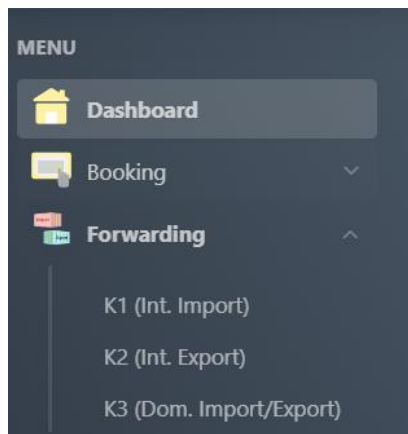 MENU
Dashboard
Booking
Forwarding
K1 (Int. Import)
K2 (Int. Export)
K3 (Dom. Import/Export)